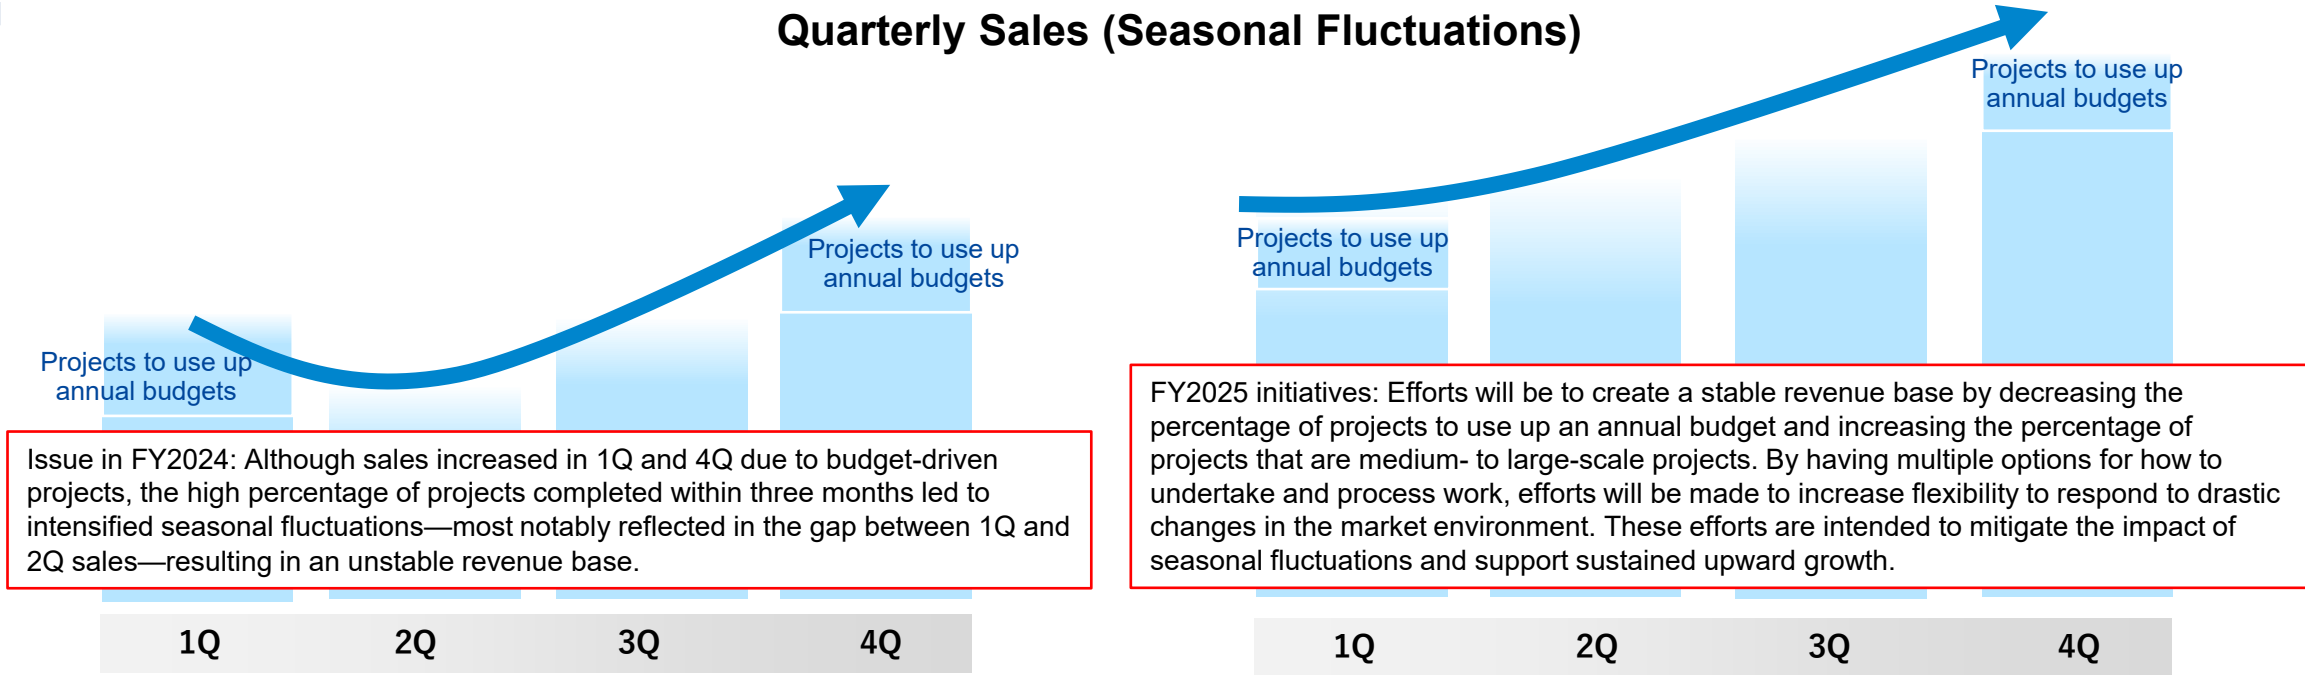 Quarterly Sales (Seasonal Fluctuations)
Projects to use up
annual budgets
Projects to use up
annual budgets
Issue in FY2024: Although sales increased in 1Q and 4Q due to budget-driven
projects, the high percentage of projects completed within three months led to
intensified seasonal fluctuations—most notably reflected in the gap between 1Q and
2Q sales—resulting in an unstable revenue base.
1Q 2Q 3Q 4Q
Projects to use up
annual budgets
Projects to use up
annual budgets
FY2025 initiatives: Efforts will be to create a stable revenue base by decreasing the
percentage of projects to use up an annual budget and increasing the percentage of
projects that are medium- to large-scale projects. By having multiple options for how to
undertake and process work, efforts will be made to increase flexibility to respond to drastic
changes in the market environment. These efforts are intended to mitigate the impact of
seasonal fluctuations and support sustained upward growth.
1Q 2Q 3Q 4Q